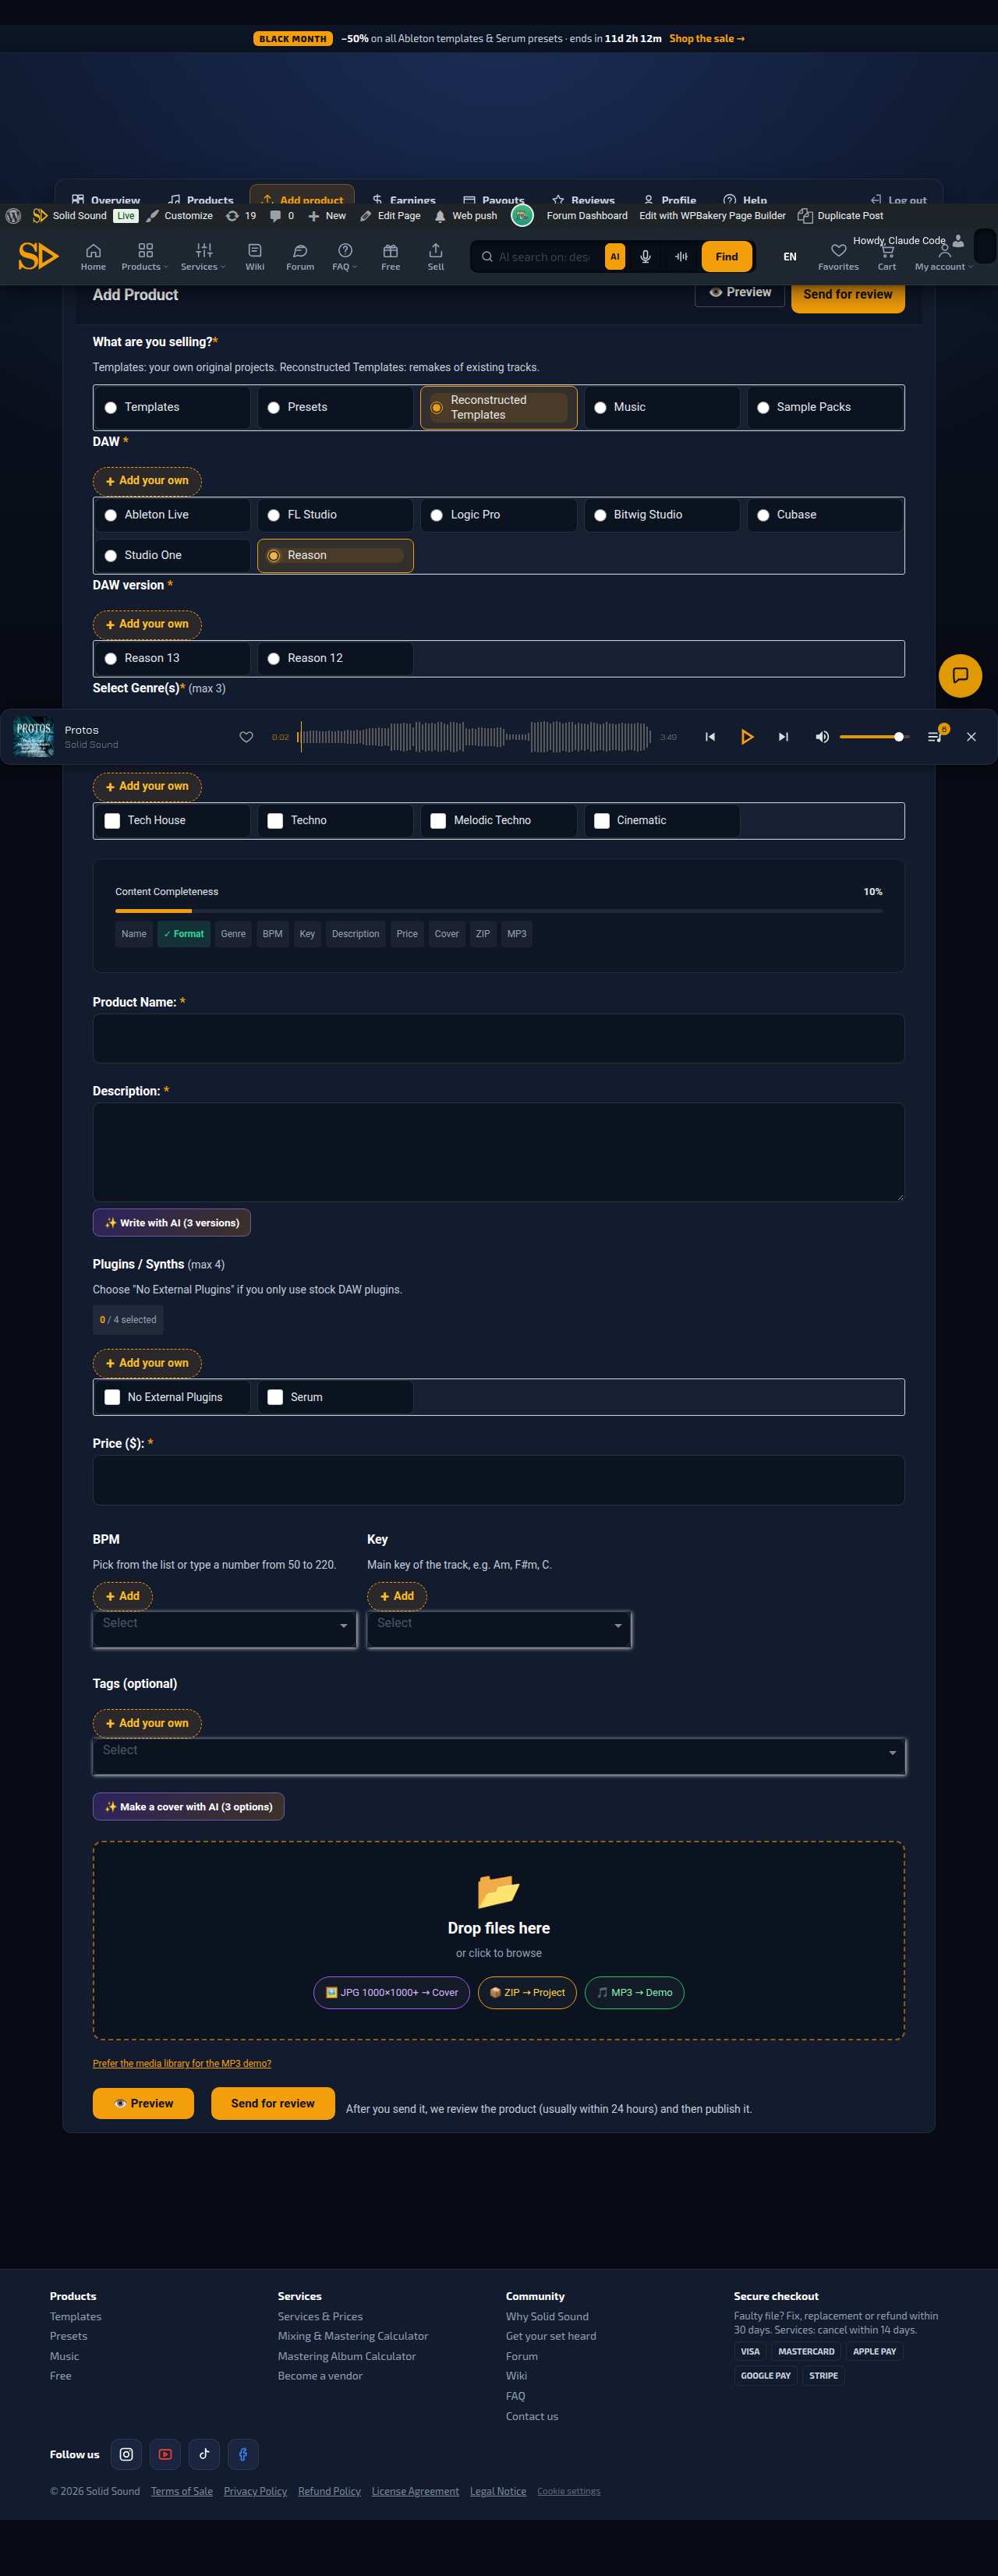 BLACK MONTH −50% on all Ableton templates & Serum presets · ends in 11d 2h 12m Shop the sale →
Overview Products Add product Earnings Payouts Reviews Profile Help Log out
Solid Sound Live Customize 19 0 New Edit Page Web push Forum Dashboard Edit with WPBakery Page Builder Duplicate Post
Howdy, Claude Code
SD Home Products Services Wiki Forum FAQ Free Sell AI search on: des AI Find EN Favorites Cart My account
Add Product 👁 Preview Send for review
What are you selling?*
Templates: your own original projects. Reconstructed Templates: remakes of existing tracks.
Templates Presets Reconstructed Templates Music Sample Packs
DAW *
+ Add your own
Ableton Live FL Studio Logic Pro Bitwig Studio Cubase
Studio One Reason
DAW version *
+ Add your own
Reason 13 Reason 12
Select Genre(s)* (max 3)
PROTOS
Protos
Solid Sound
0:02 3:49 6
+ Add your own
Tech House Techno Melodic Techno Cinematic
Content Completeness 10%
Name ✓ Format Genre BPM Key Description Price Cover ZIP MP3
Product Name: *
Description: *
✨ Write with AI (3 versions)
Plugins / Synths (max 4)
Choose "No External Plugins" if you only use stock DAW plugins.
0 / 4 selected
+ Add your own
No External Plugins Serum
Price ($): *
BPM Key
Pick from the list or type a number from 50 to 220. Main key of the track, e.g. Am, F#m, C.
+ Add + Add
Select Select
Tags (optional)
+ Add your own
Select
✨ Make a cover with AI (3 options)
Drop files here
or click to browse
🖼️ JPG 1000×1000+ → Cover 📦 ZIP → Project 🎵 MP3 → Demo
Prefer the media library for the MP3 demo?
👁 Preview Send for review After you send it, we review the product (usually within 24 hours) and then publish it.
Products Services Community Secure checkout
Templates Services & Prices Why Solid Sound Faulty file? Fix, replacement or refund within
Presets Mixing & Mastering Calculator Get your set heard 30 days. Services: cancel within 14 days.
Music Mastering Album Calculator Forum VISA MASTERCARD APPLE PAY
Free Become a vendor Wiki GOOGLE PAY STRIPE
FAQ
Contact us
Follow us
© 2026 Solid Sound Terms of Sale Privacy Policy Refund Policy License Agreement Legal Notice Cookie settings